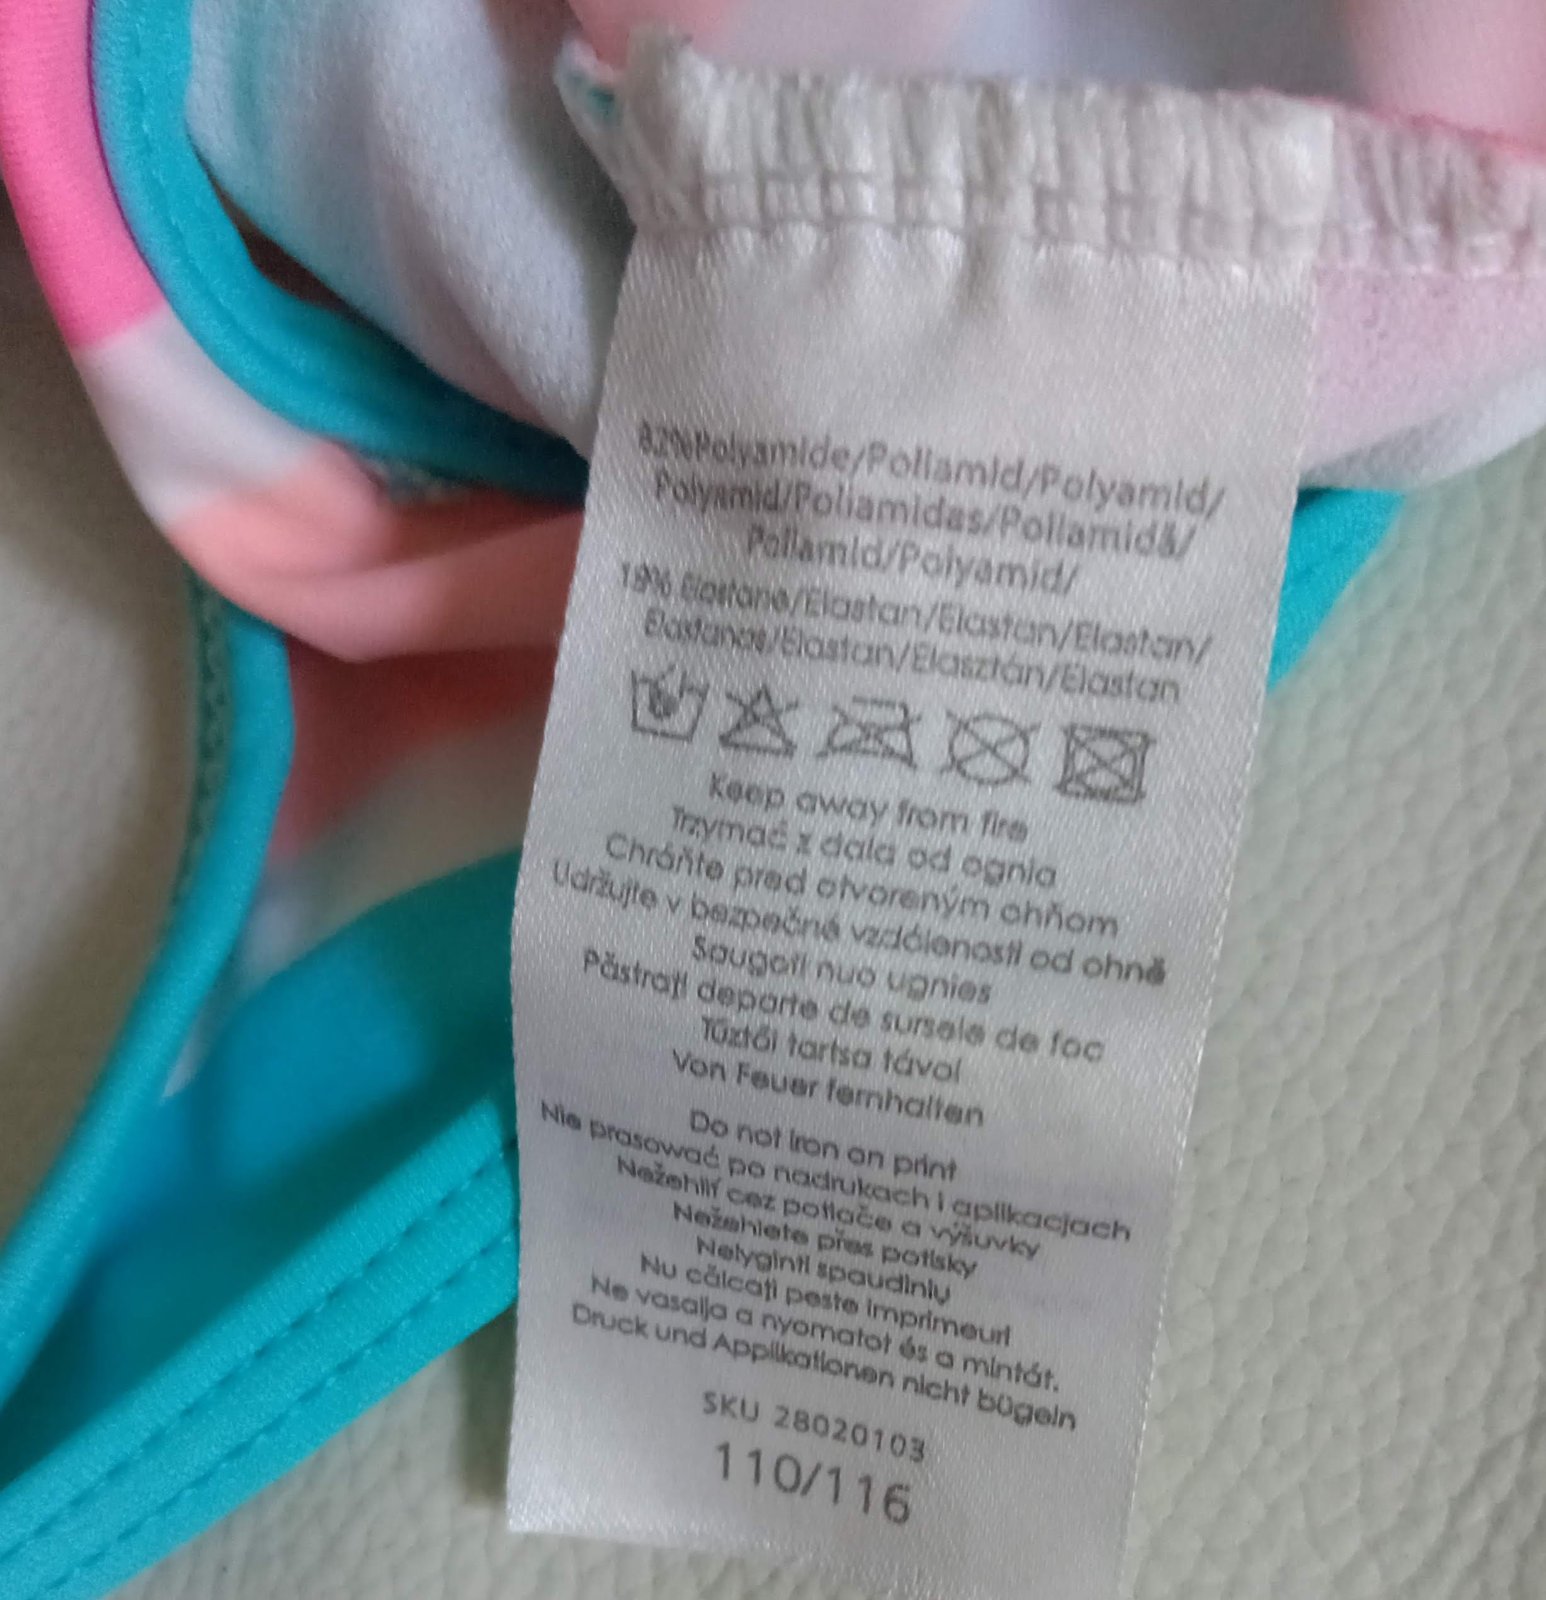 82%Polyamide/Poliamid/Polyamid/
Polyamid/Poliamidas/Poliamidă/
Poliamid/Polyamid/
19% Elastane/Elastan/Elastan/Elastan/
Elastanas/Elastan/Elasztán/Elastan
Keep away from fire
Trzymać z dala od ognia
Chráňte pred otvoreným ohňom
Udržujte v bezpečné vzdálenosti od ohně
Saugoti nuo ugnies
Păstrați departe de sursele de foc
Tűztől tartsa távol
Von Feuer fernhalten
Do not iron on print
Nie prasować po nadrukach i aplikacjach
Nežehliť cez potlače a výšuvky
Nežehlete přes potisky
Nelyginti spaudinių
Nu călcați peste imprimeuri
Ne vasalja a nyomatot és a mintát.
Druck und Applikationen nicht bügeln
SKU 28020103
110/116